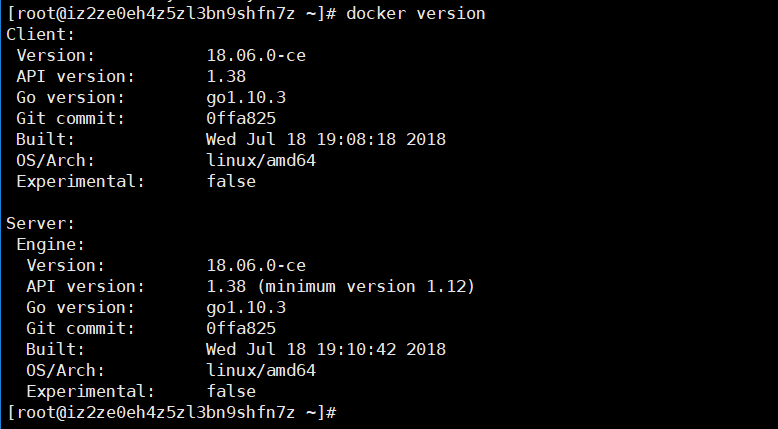 [root@iz2ze0eh4z5zl3bn9shfn7z ~]# docker version
Client:
 Version:           18.06.0-ce
 API version:       1.38
 Go version:        go1.10.3
 Git commit:        0ffa825
 Built:             Wed Jul 18 19:08:18 2018
 OS/Arch:           linux/amd64
 Experimental:      false

Server:
 Engine:
  Version:          18.06.0-ce
  API version:      1.38 (minimum version 1.12)
  Go version:       go1.10.3
  Git commit:       0ffa825
  Built:            Wed Jul 18 19:10:42 2018
  OS/Arch:          linux/amd64
  Experimental:     false
[root@iz2ze0eh4z5zl3bn9shfn7z ~]#